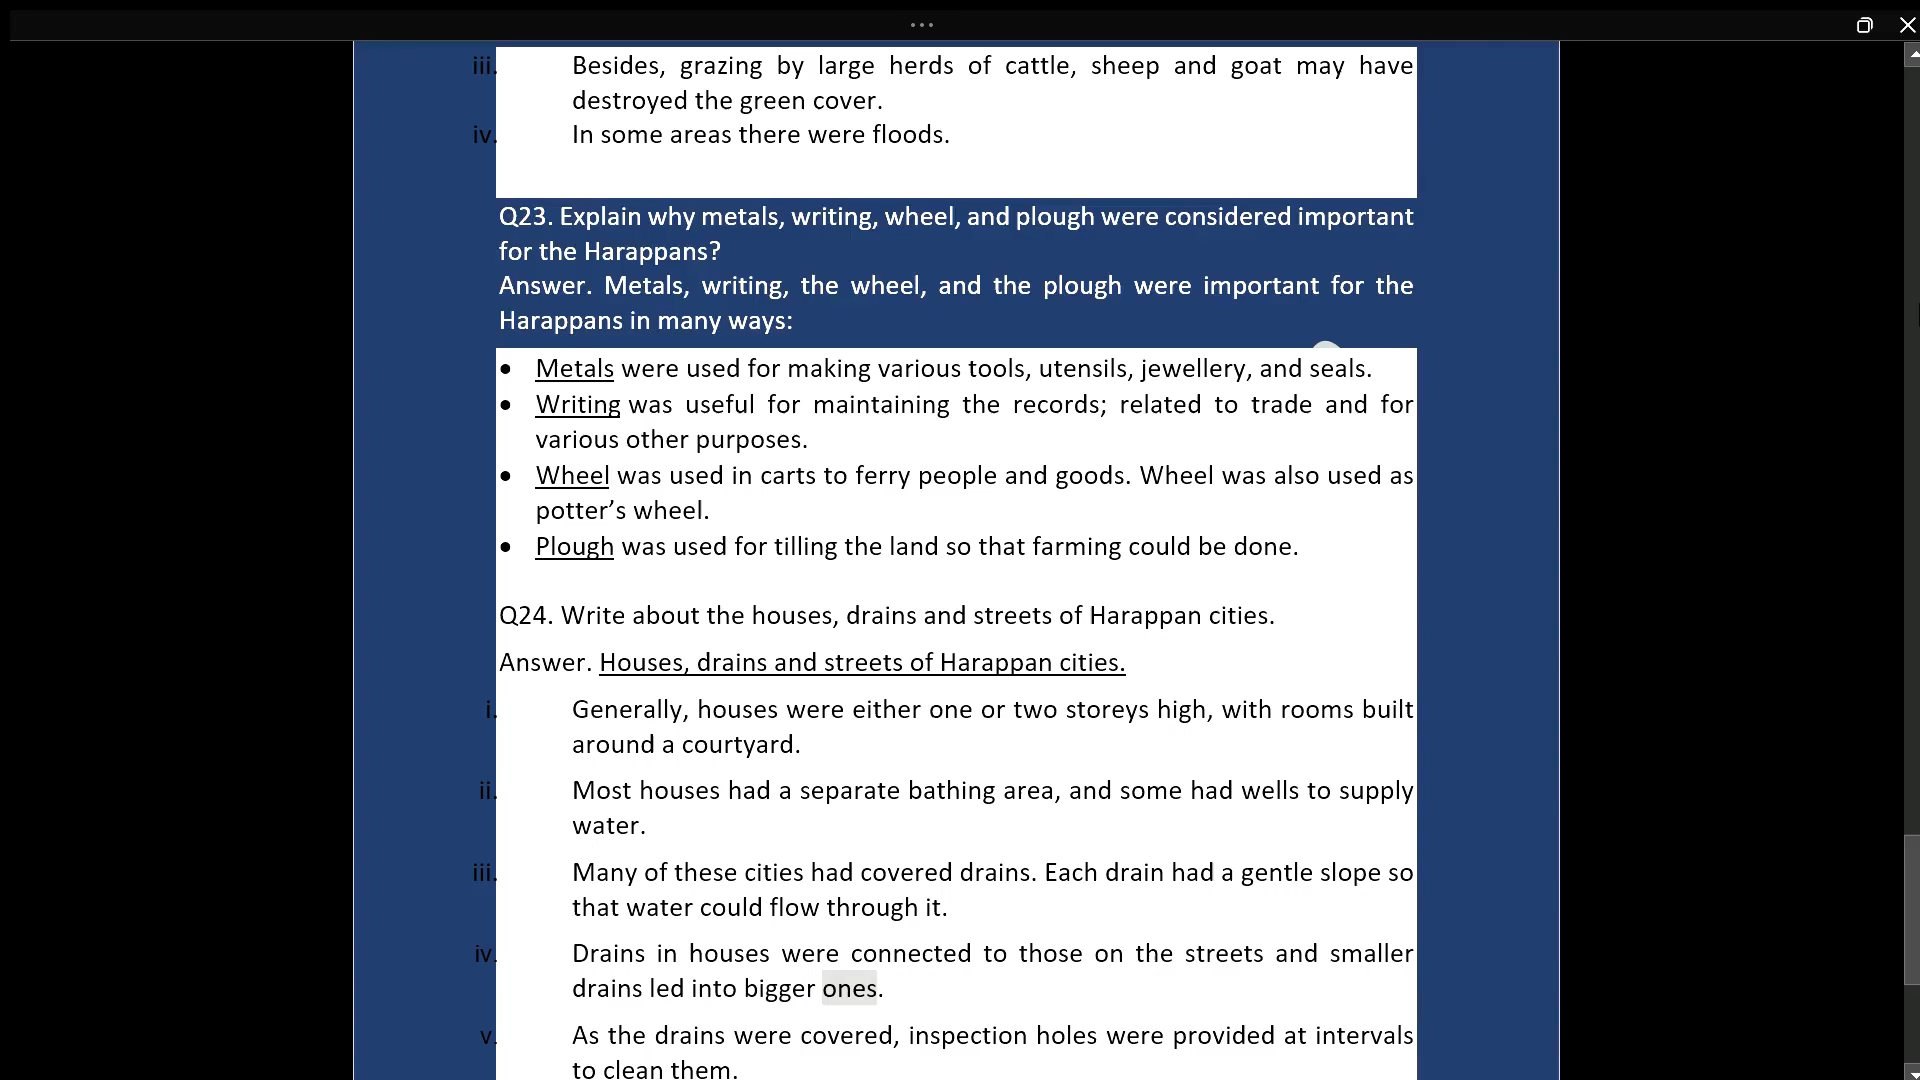 iii. Besides, grazing by large herds of cattle, sheep and goat may have
destroyed the green cover.
iv. In some areas there were floods.
Q23. Explain why metals, writing, wheel, and plough were considered important
for the Harappans?
Answer. Metals, writing, the wheel, and the plough were important for the
Harappans in many ways:
• Metals were used for making various tools, utensils, jewellery, and seals.
• Writing was useful for maintaining the records; related to trade and for
various other purposes.
• Wheel was used in carts to ferry people and goods. Wheel was also used as
potter’s wheel.
• Plough was used for tilling the land so that farming could be done.
Q24. Write about the houses, drains and streets of Harappan cities.
Answer. Houses, drains and streets of Harappan cities.
i. Generally, houses were either one or two storeys high, with rooms built
around a courtyard.
ii. Most houses had a separate bathing area, and some had wells to supply
water.
iii. Many of these cities had covered drains. Each drain had a gentle slope so
that water could flow through it.
iv. Drains in houses were connected to those on the streets and smaller
drains led into bigger ones.
v. As the drains were covered, inspection holes were provided at intervals
to clean them.